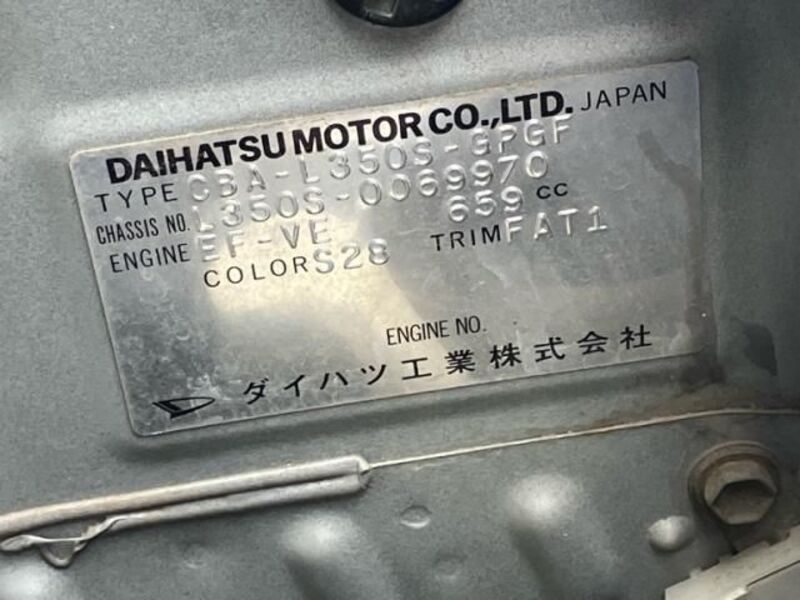 DAIHATSU MOTOR CO.,LTD. JAPAN
TYPE CBA-L350S-GPGF
CHASSIS NO. L350S-0069970
ENGINE EF-VE 659 CC
COLOR S28 TRIM FAT1
ENGINE NO.
ダイハツ工業株式会社